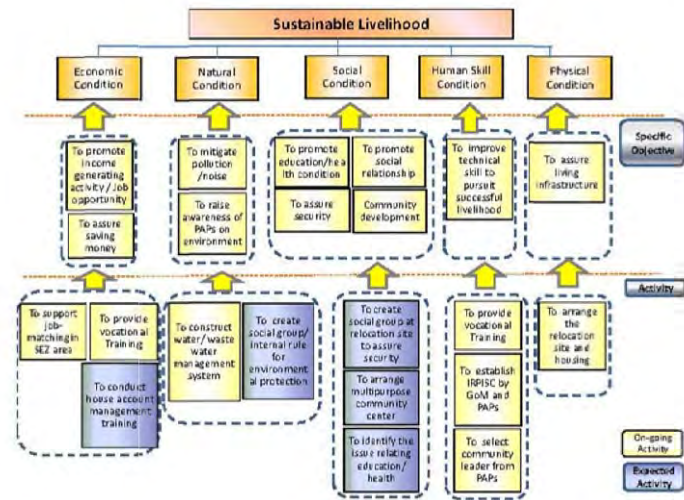 Sustainable Livelihood
Economic
Condition
Natural
Condition
Social
Condition
Human Skill
Condition
Physical
Condition
Specific
Objective
To promote
income
generating
activity / Job
opportunity
To assure
saving
money
To mitigate
pollution
/noise
To raise
awareness of
PAPs on
environment
To promote
education/hea
lth condition
To promote
social
relationship
To assure
security
Community
development
To improve
technical
skill to
pursuit
successful
livelihood
To assure
living
infrastructure
Activity
To support
job-
matching in
SEZ area
To provide
vocational
Training
To conduct
house account
management
training
To construct
water/waste
water
management
system
To create
social group/
internal rule
for
environment
al protection
To create
social group at
relocation site
to assure
security
To arrange
multipurpose
community
center
To identify the
issue relating
education/
health
To provide
vocational
Training
To establish
IRPISC by
GoM and
PAPs
To select
community
leader from
PAPs
To arrange
the
relocation
site and
housing
On-going
Activity
Expected
Activity